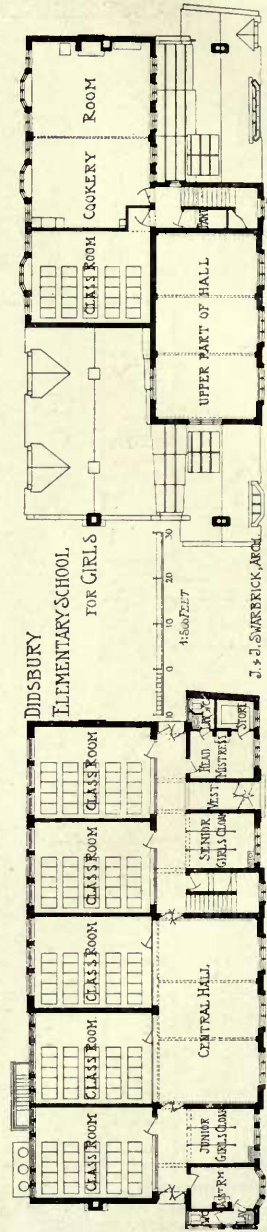 DIDSBURY
ELEMENTARY SCHOOL
FOR GIRLS
10 0 10 20 30
1:500 FEET
J. & J. SWARBRICK, ARCH.
CLASS ROOM
CLASS ROOM
CLASS ROOM
CLASS ROOM
CLASS ROOM
JUNIOR
GIRLS CLOAK
CENTRAL HALL
SENIOR
GIRLS CLOAK
VEST
HEAD
MISTRESS
STORE
CLASS ROOM
COOKERY
ROOM
UPPER PART OF HALL